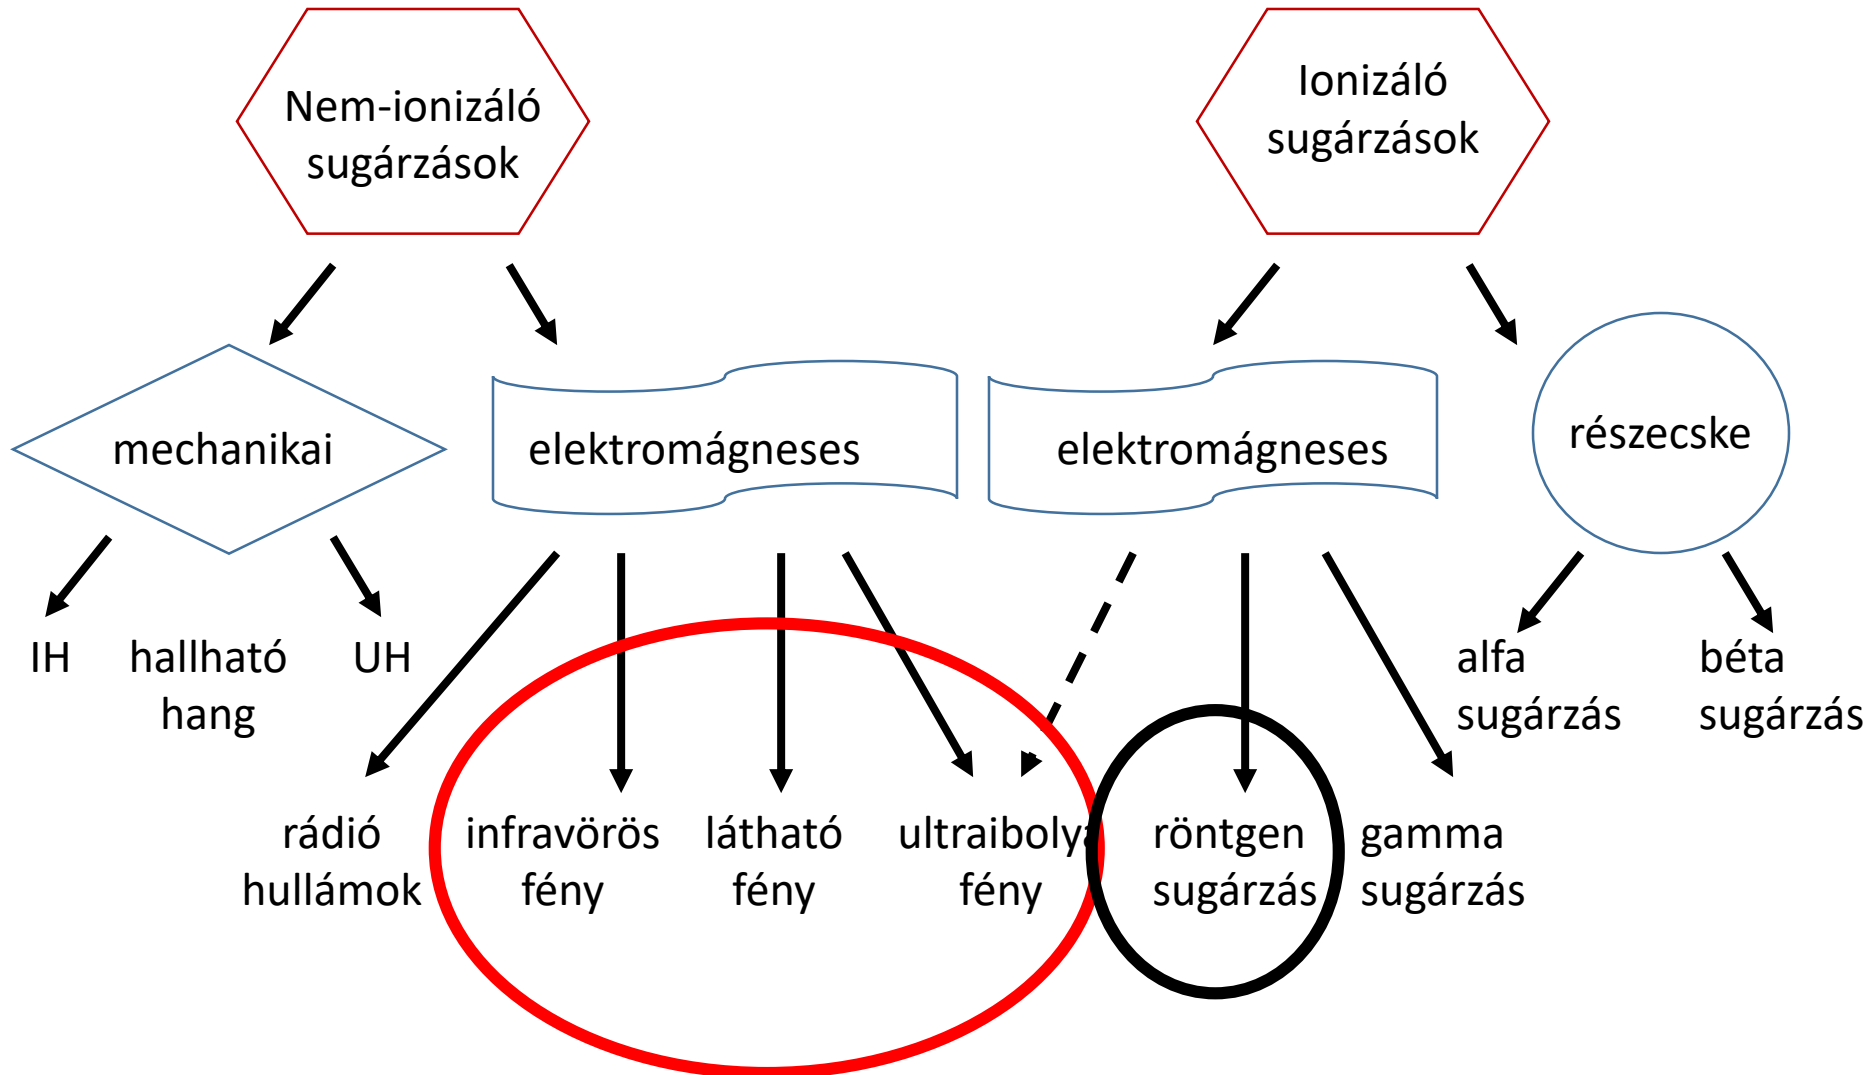 Nem-ionizáló
sugárzások
Ionizáló
sugárzások
mechanikai
elektromágneses
elektromágneses
részecske
IH
hallható
hang
UH
alfa
sugárzás
béta
sugárzás
rádió
hullámok
infravörös
fény
látható
fény
ultraibolya
fény
röntgen
sugárzás
gamma
sugárzás